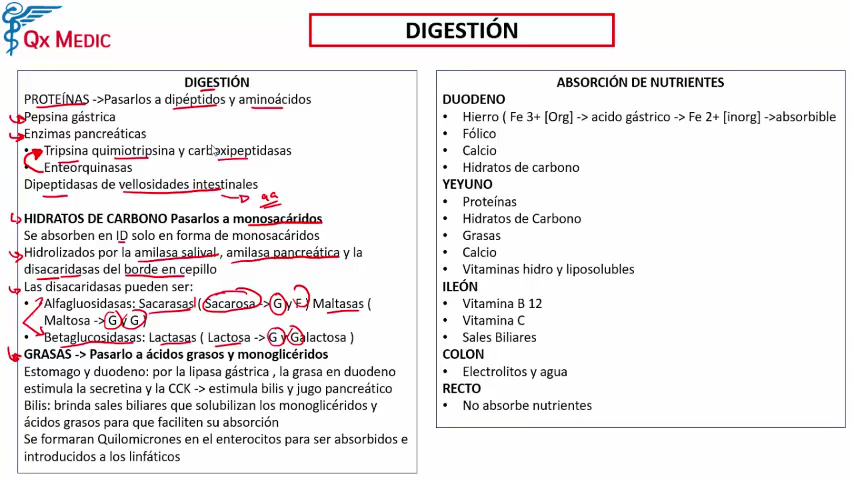 Qx MEDIC
DIGESTIÓN
DIGESTIÓN
PROTEÍNAS ->Pasarlos a dipéptidos y aminoácidos
Pepsina gástrica
Enzimas pancreáticas
• Tripsina quimiotripsina y carboxipeptidasas
• Enteorquinasas
Dipeptidasas de vellosidades intestinales
aa
HIDRATOS DE CARBONO Pasarlos a monosacáridos
Se absorben en ID solo en forma de monosacáridos
Hidrolizados por la amilasa salival , amilasa pancreática y la
disacaridasas del borde en cepillo
Las disacaridasas pueden ser:
• Alfagluosidasas: Sacarasas( Sacarosa -> G y F ) Maltasas (
Maltosa -> G y G )
• Betaglucosidasas: Lactasas ( Lactosa -> G y Galactosa )
GRASAS -> Pasarlo a ácidos grasos y monoglicéridos
Estomago y duodeno: por la lipasa gástrica , la grasa en duodeno
estimula la secretina y la CCK -> estimula bilis y jugo pancreático
Bilis: brinda sales biliares que solubilizan los monoglicéridos y
ácidos grasos para que faciliten su absorción
Se formaran Quilomicrones en el enterocitos para ser absorbidos e
introducidos a los linfáticos
ABSORCIÓN DE NUTRIENTES
DUODENO
• Hierro ( Fe 3+ [Org] -> acido gástrico -> Fe 2+ [inorg] ->absorbible
• Fólico
• Calcio
• Hidratos de carbono
YEYUNO
• Proteínas
• Hidratos de Carbono
• Grasas
• Calcio
• Vitaminas hidro y liposolubles
ILEÓN
• Vitamina B 12
• Vitamina C
• Sales Biliares
COLON
• Electrolitos y agua
RECTO
• No absorbe nutrientes